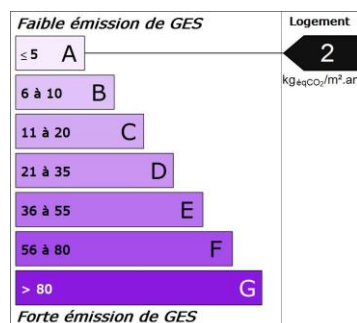 Faible émission de GES
Logement
≤ 5 A
2
kgéqCO₂/m².an
6 à 10 B
11 à 20 C
21 à 35 D
36 à 55 E
56 à 80 F
> 80 G
Forte émission de GES